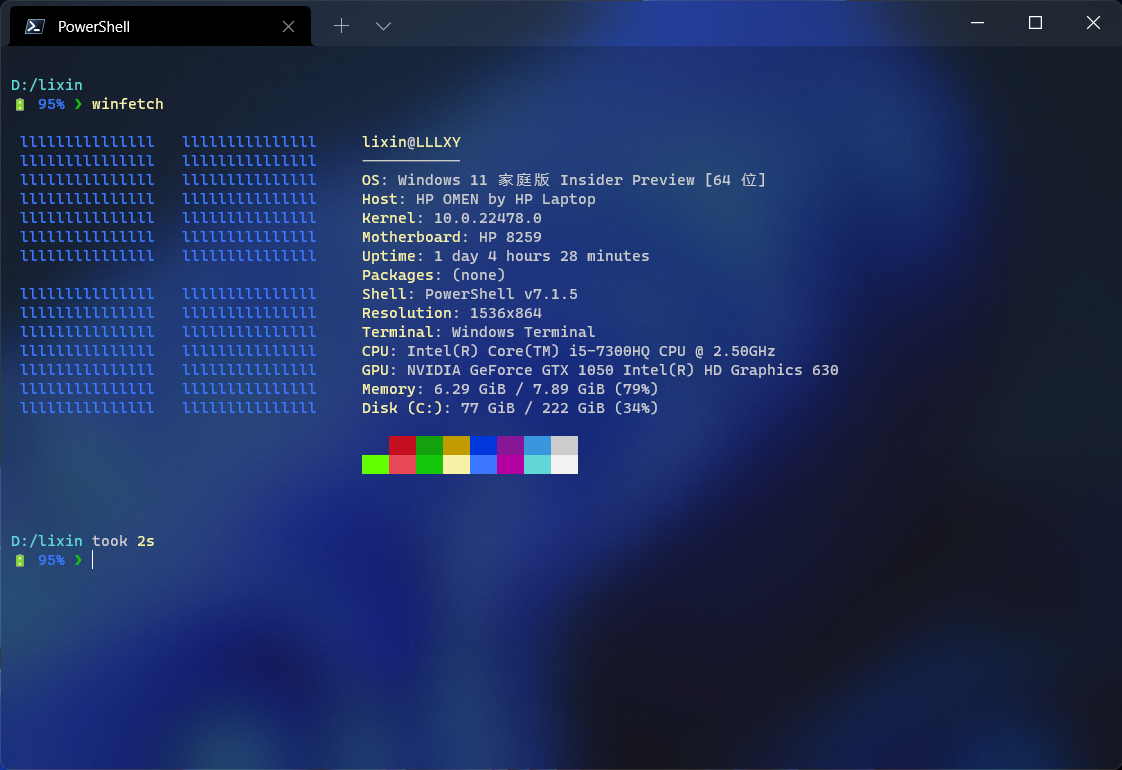 PowerShell
D:/lixin
95% ❯ winfetch
lllllllllllllll lllllllllllllll lixin@LLLXY
lllllllllllllll lllllllllllllll
lllllllllllllll lllllllllllllll OS: Windows 11 家庭版 Insider Preview [64 位]
lllllllllllllll lllllllllllllll Host: HP OMEN by HP Laptop
lllllllllllllll lllllllllllllll Kernel: 10.0.22478.0
lllllllllllllll lllllllllllllll Motherboard: HP 8259
lllllllllllllll lllllllllllllll Uptime: 1 day 4 hours 28 minutes
Packages: (none)
lllllllllllllll lllllllllllllll Shell: PowerShell v7.1.5
lllllllllllllll lllllllllllllll Resolution: 1536x864
lllllllllllllll lllllllllllllll Terminal: Windows Terminal
lllllllllllllll lllllllllllllll CPU: Intel(R) Core(TM) i5-7300HQ CPU @ 2.50GHz
lllllllllllllll lllllllllllllll GPU: NVIDIA GeForce GTX 1050 Intel(R) HD Graphics 630
lllllllllllllll lllllllllllllll Memory: 6.29 GiB / 7.89 GiB (79%)
lllllllllllllll lllllllllllllll Disk (C:): 77 GiB / 222 GiB (34%)
D:/lixin took 2s
95% ❯